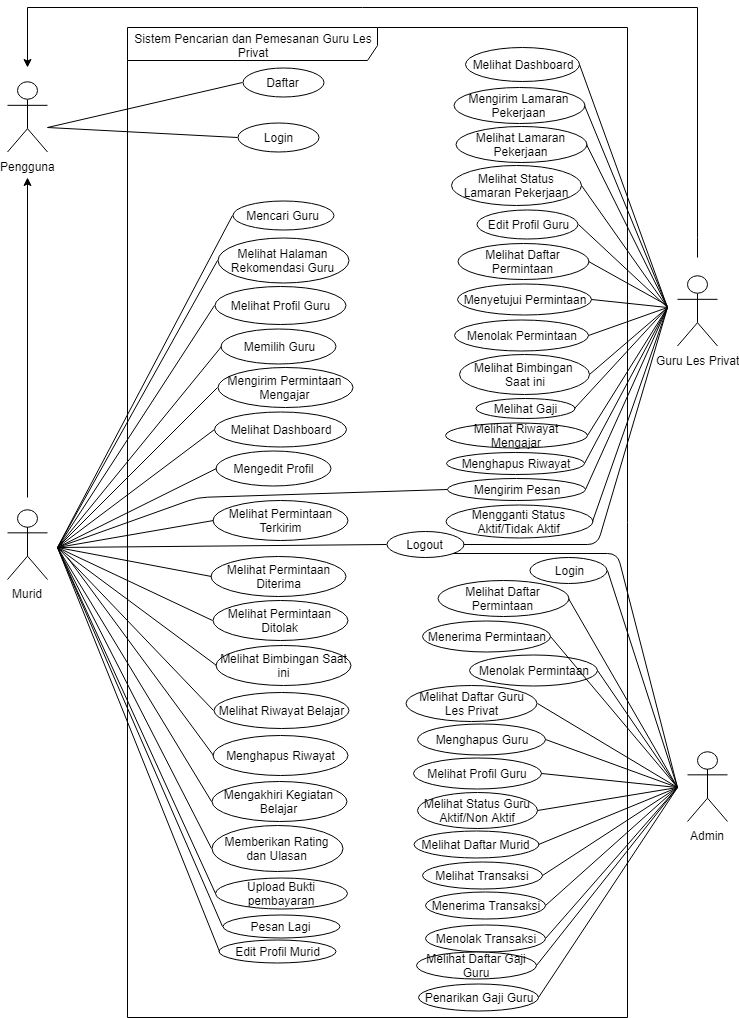 Sistem Pencarian dan Pemesanan Guru Les
Privat
Daftar
Login
Pengguna
Mencari Guru
Melihat Halaman
Rekomendasi Guru
Melihat Profil Guru
Memilih Guru
Mengirim Permintaan
Mengajar
Melihat Dashboard
Mengedit Profil
Melihat Permintaan
Terkirim
Melihat Permintaan
Diterima
Melihat Permintaan
Ditolak
Melihat Bimbingan Saat
ini
Melihat Riwayat Belajar
Menghapus Riwayat
Mengakhiri Kegiatan
Belajar
Memberikan Rating
dan Ulasan
Upload Bukti
pembayaran
Pesan Lagi
Edit Profil Murid
Murid
Melihat Dashboard
Mengirim Lamaran
Pekerjaan
Melihat Lamaran
Pekerjaan
Melihat Status
Lamaran Pekerjaan
Edit Profil Guru
Melihat Daftar
Permintaan
Menyetujui Permintaan
Menolak Permintaan
Melihat Bimbingan
Saat ini
Melihat Gaji
Melihat Riwayat
Mengajar
Menghapus Riwayat
Mengirim Pesan
Mengganti Status
Aktif/Tidak Aktif
Logout
Guru Les Privat
Login
Melihat Daftar
Permintaan
Menerima Permintaan
Menolak Permintaan
Melihat Daftar Guru
Les Privat
Menghapus Guru
Melihat Profil Guru
Melihat Status Guru
Aktif/Non Aktif
Melihat Daftar Murid
Melihat Transaksi
Menerima Transaksi
Menolak Transaksi
Melihat Daftar Gaji
Guru
Penarikan Gaji Guru
Admin